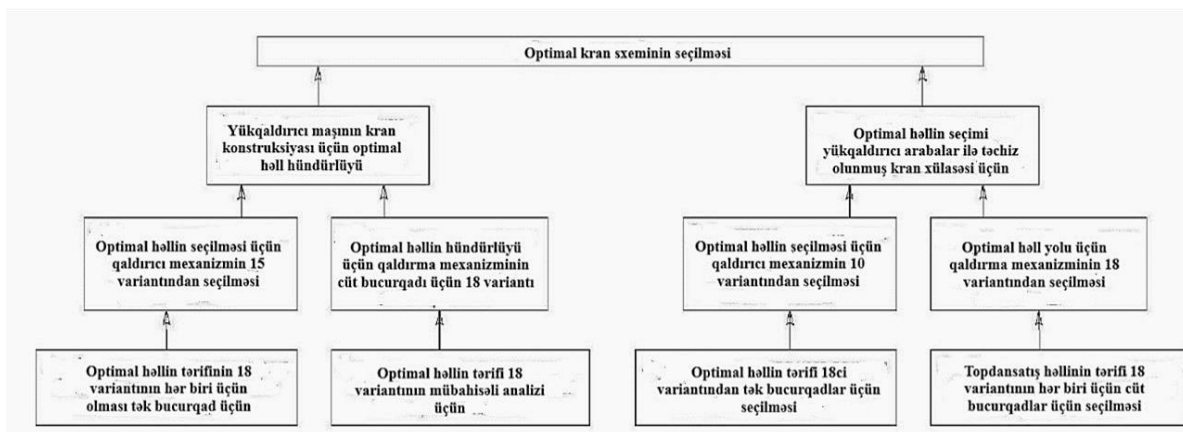 Optimal kran sxeminin seçilməsi
Yükqaldırıcı maşının kran
konstruksiyası üçün optimal
həll hündürlüyü
Optimal həllin seçimi
yükqaldırıcı arabalar ilə təchiz
olunmuş kran xülasəsi üçün
Optimal həllin seçilməsi üçün
qaldırıcı mexanizmin 15
variantından seçilməsi
Optimal həllin hündürlüyü
üçün qaldırma mexanizminin
cüt bucurqadı üçün 18 variantı
Optimal həllin seçilməsi üçün
qaldırıcı mexanizmin 10
variantından seçilməsi
Optimal həll yolu üçün
qaldırma mexanizminin 18
variantından seçilməsi
Optimal həllin tərifinin 18
variantının hər biri üçün
olması tək bucurqad üçün
Optimal həllin tərifi 18
variantının mübahisəli analizi
üçün
Optimal həllin tərifi 18ci
variantından tək bucurqadlar üçün
seçilməsi
Topdansatış həllinin tərifi 18
variantının hər biri üçün cüt
bucurqadlar üçün seçilməsi